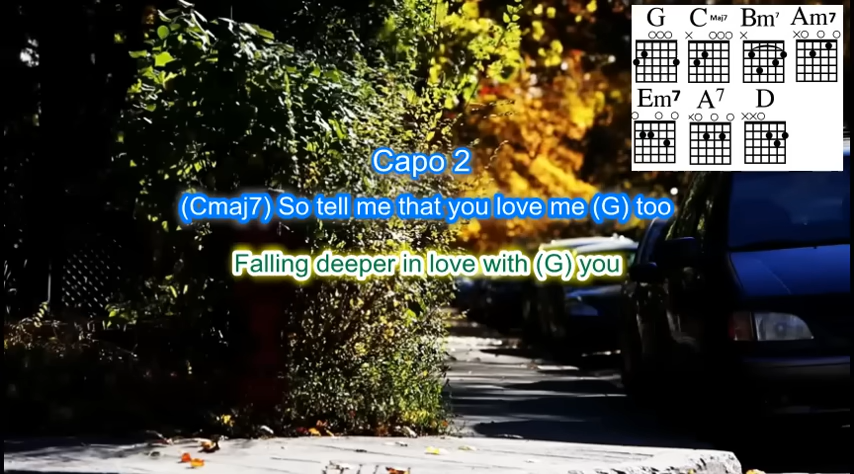 G C Maj7 Bm7 Am7
Em7 A7 D
Capo 2
(Cmaj7) So tell me that you love me (G) too
Falling deeper in love with (G) you